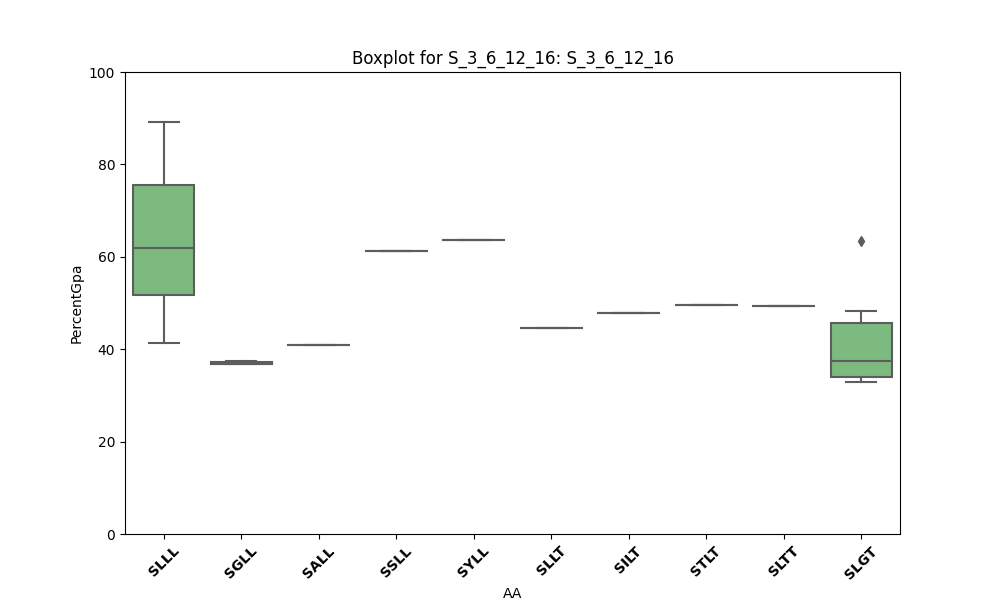 Boxplot for S_3_6_12_16: S_3_6_12_16
100
80
60
40
20
0
PercentGpa
SLLL
SGLL
SALL
SSLL
SYLL
SLLT
SILT
STLT
SLTT
SLGT
AA